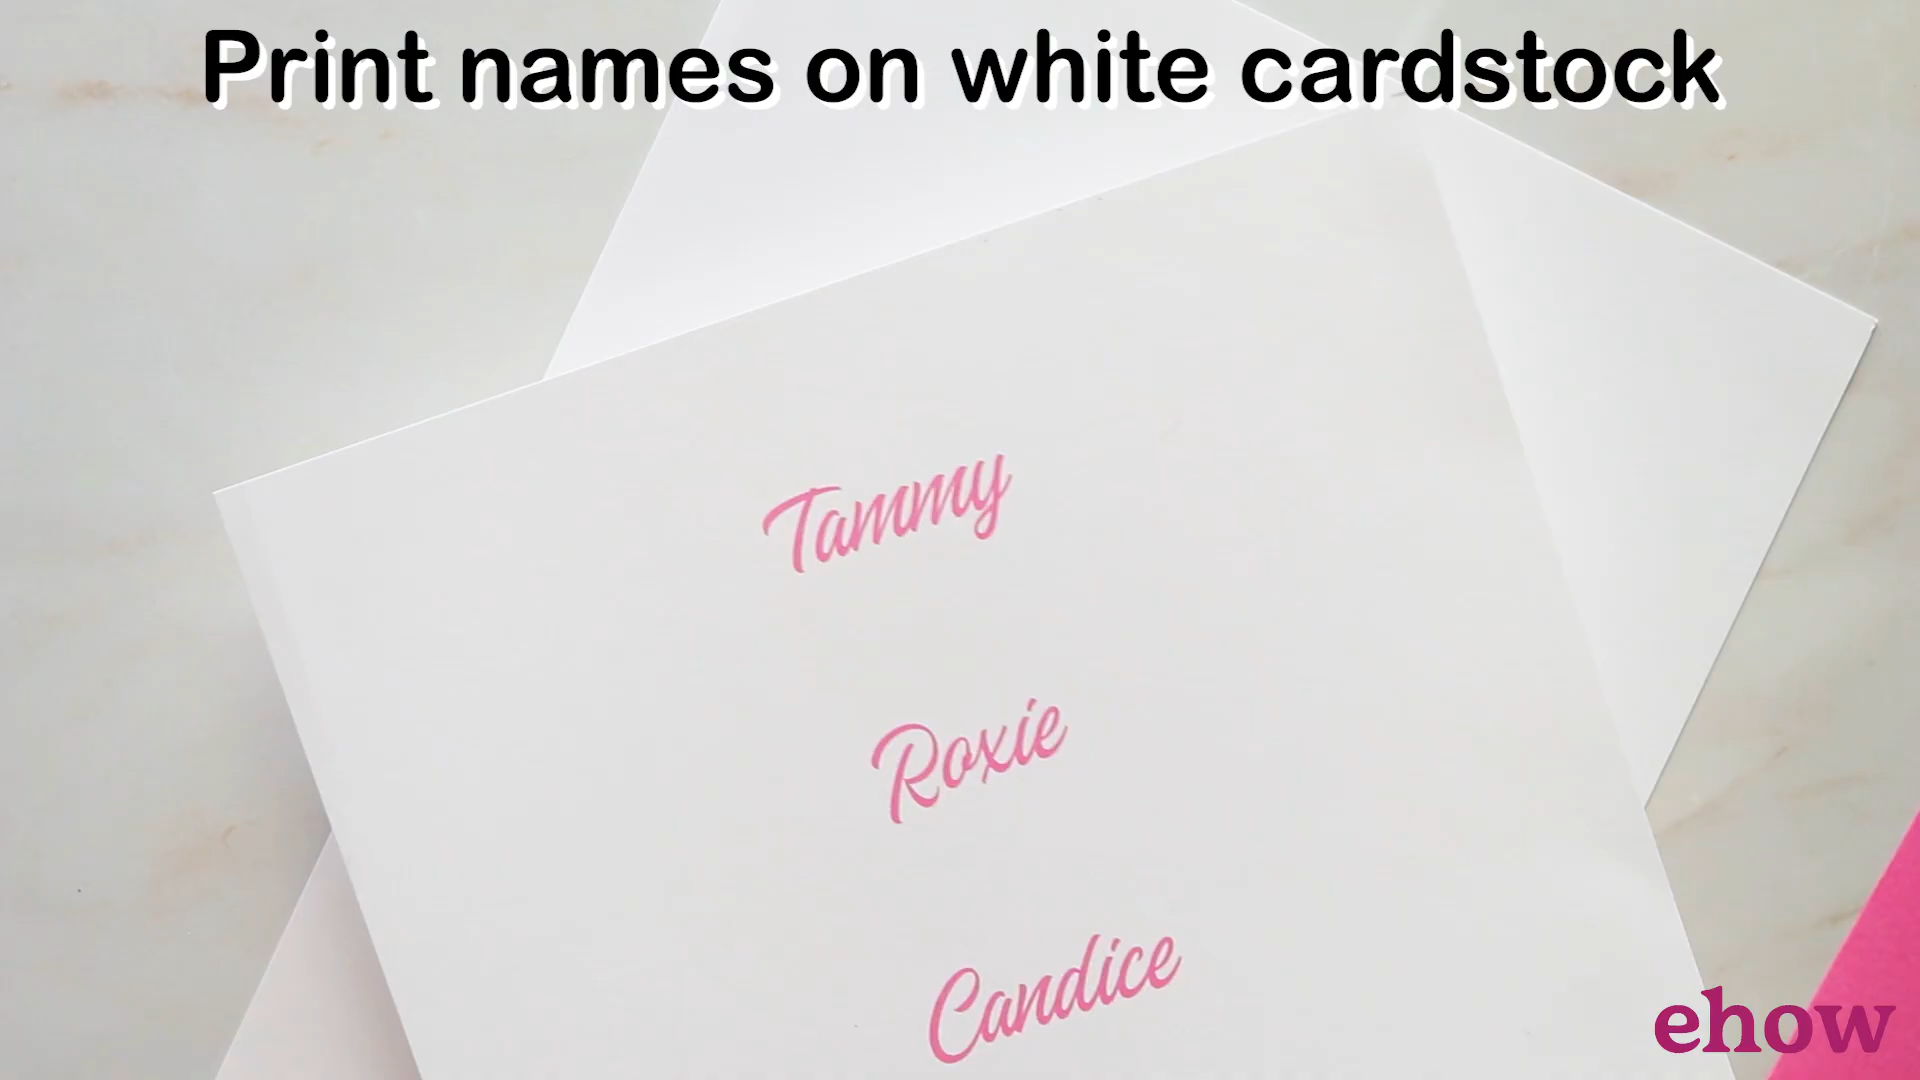 Print names on white cardstock
Tammy
Roxie
Candice
ehow